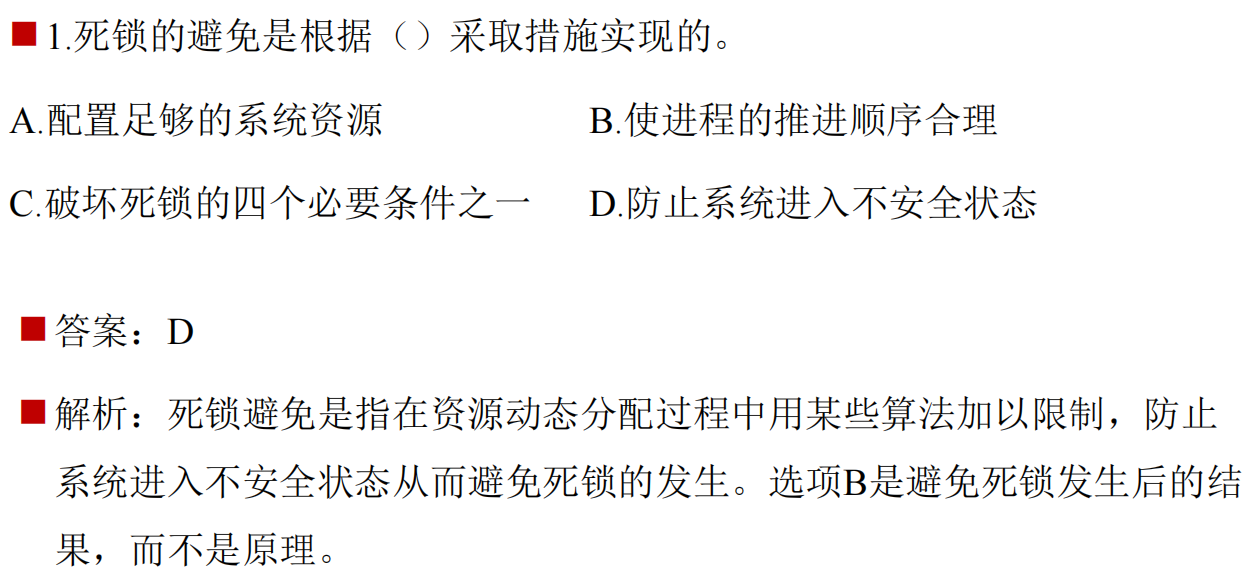 ■1.死锁的避免是根据（）采取措施实现的。
A.配置足够的系统资源 B.使进程的推进顺序合理
C.破坏死锁的四个必要条件之一 D.防止系统进入不安全状态
■答案：D
■解析：死锁避免是指在资源动态分配过程中用某些算法加以限制，防止
系统进入不安全状态从而避免死锁的发生。选项B是避免死锁发生后的结
果，而不是原理。